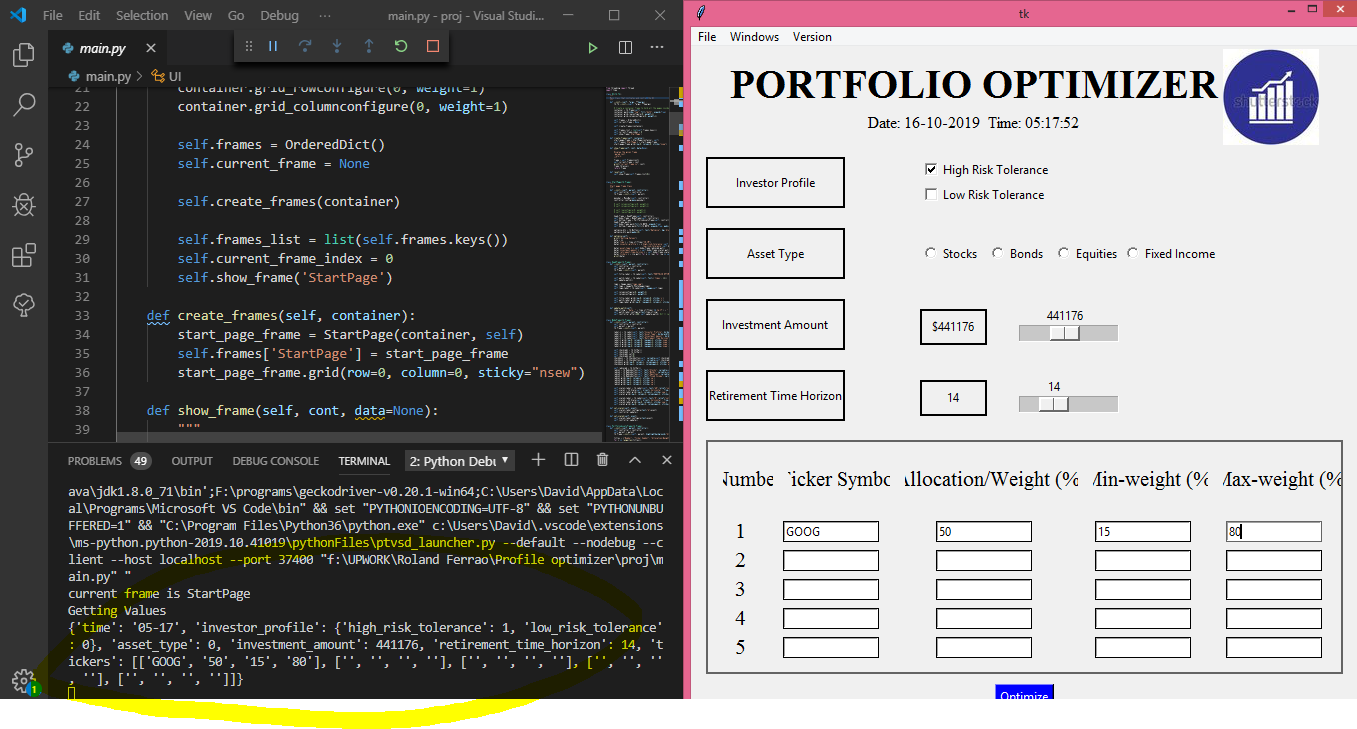 File Edit Selection View Go Debug ··· main.py - proj - Visual Studi...
main.py
main.py > UI
21 container.grid_rowconfigure(0, weight=1)
22 container.grid_columnconfigure(0, weight=1)
23
24 self.frames = OrderedDict()
25 self.current_frame = None
26
27 self.create_frames(container)
28
29 self.frames_list = list(self.frames.keys())
30 self.current_frame_index = 0
31 self.show_frame('StartPage')
32
33 def create_frames(self, container):
34 start_page_frame = StartPage(container, self)
35 self.frames['StartPage'] = start_page_frame
36 start_page_frame.grid(row=0, column=0, sticky="nsew")
37
38 def show_frame(self, cont, data=None):
39 """
PROBLEMS 49 OUTPUT DEBUG CONSOLE TERMINAL 2: Python Debu
ava\jdk1.8.0_71\bin';F:\programs\geckodriver-v0.20.1-win64;C:\Users\David\AppData\Loc
al\Programs\Microsoft VS Code\bin" && set "PYTHONIOENCODING=UTF-8" && set "PYTHONUNBU
FFERED=1" && "C:\Program Files\Python36\python.exe" c:\Users\David\.vscode\extensions
\ms-python.python-2019.10.41019\pythonFiles\ptvsd_launcher.py --default --nodebug --c
lient --host localhost --port 37400 "f:\UPWORK\Roland Ferrao\Profile optimizer\proj\m
ain.py" "
current frame is StartPage
Getting Values
{'time': '05-17', 'investor_profile': {'high_risk_tolerance': 1, 'low_risk_tolerance'
: 0}, 'asset_type': 0, 'investment_amount': 441176, 'retirement_time_horizon': 14, 't
ickers': [['GOOG', '50', '15', '80'], ['', '', '', ''], ['', '', '', ''], ['', '', ''
, ''], ['', '', '', '']]}
1
tk
File Windows Version
PORTFOLIO OPTIMIZER
shutterstock
Date: 16-10-2019 Time: 05:17:52
Investor Profile
High Risk Tolerance
Low Risk Tolerance
Asset Type
Stocks Bonds Equities Fixed Income
Investment Amount $441176 441176
Retirement Time Horizon 14 14
Numbe Ticker Symbo Allocation/Weight (% Min-weight (% Max-weight (%
1 GOOG 50 15 80
2
3
4
5
Optimize